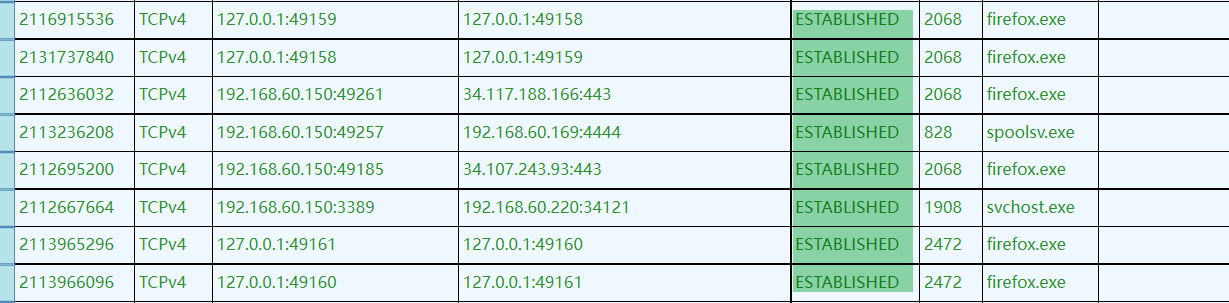 2116915536 TCPv4 127.0.0.1:49159 127.0.0.1:49158 ESTABLISHED 2068 firefox.exe
2131737840 TCPv4 127.0.0.1:49158 127.0.0.1:49159 ESTABLISHED 2068 firefox.exe
2112636032 TCPv4 192.168.60.150:49261 34.117.188.166:443 ESTABLISHED 2068 firefox.exe
2113236208 TCPv4 192.168.60.150:49257 192.168.60.169:4444 ESTABLISHED 828 spoolsv.exe
2112695200 TCPv4 192.168.60.150:49185 34.107.243.93:443 ESTABLISHED 2068 firefox.exe
2112667664 TCPv4 192.168.60.150:3389 192.168.60.220:34121 ESTABLISHED 1908 svchost.exe
2113965296 TCPv4 127.0.0.1:49161 127.0.0.1:49160 ESTABLISHED 2472 firefox.exe
2113966096 TCPv4 127.0.0.1:49160 127.0.0.1:49161 ESTABLISHED 2472 firefox.exe